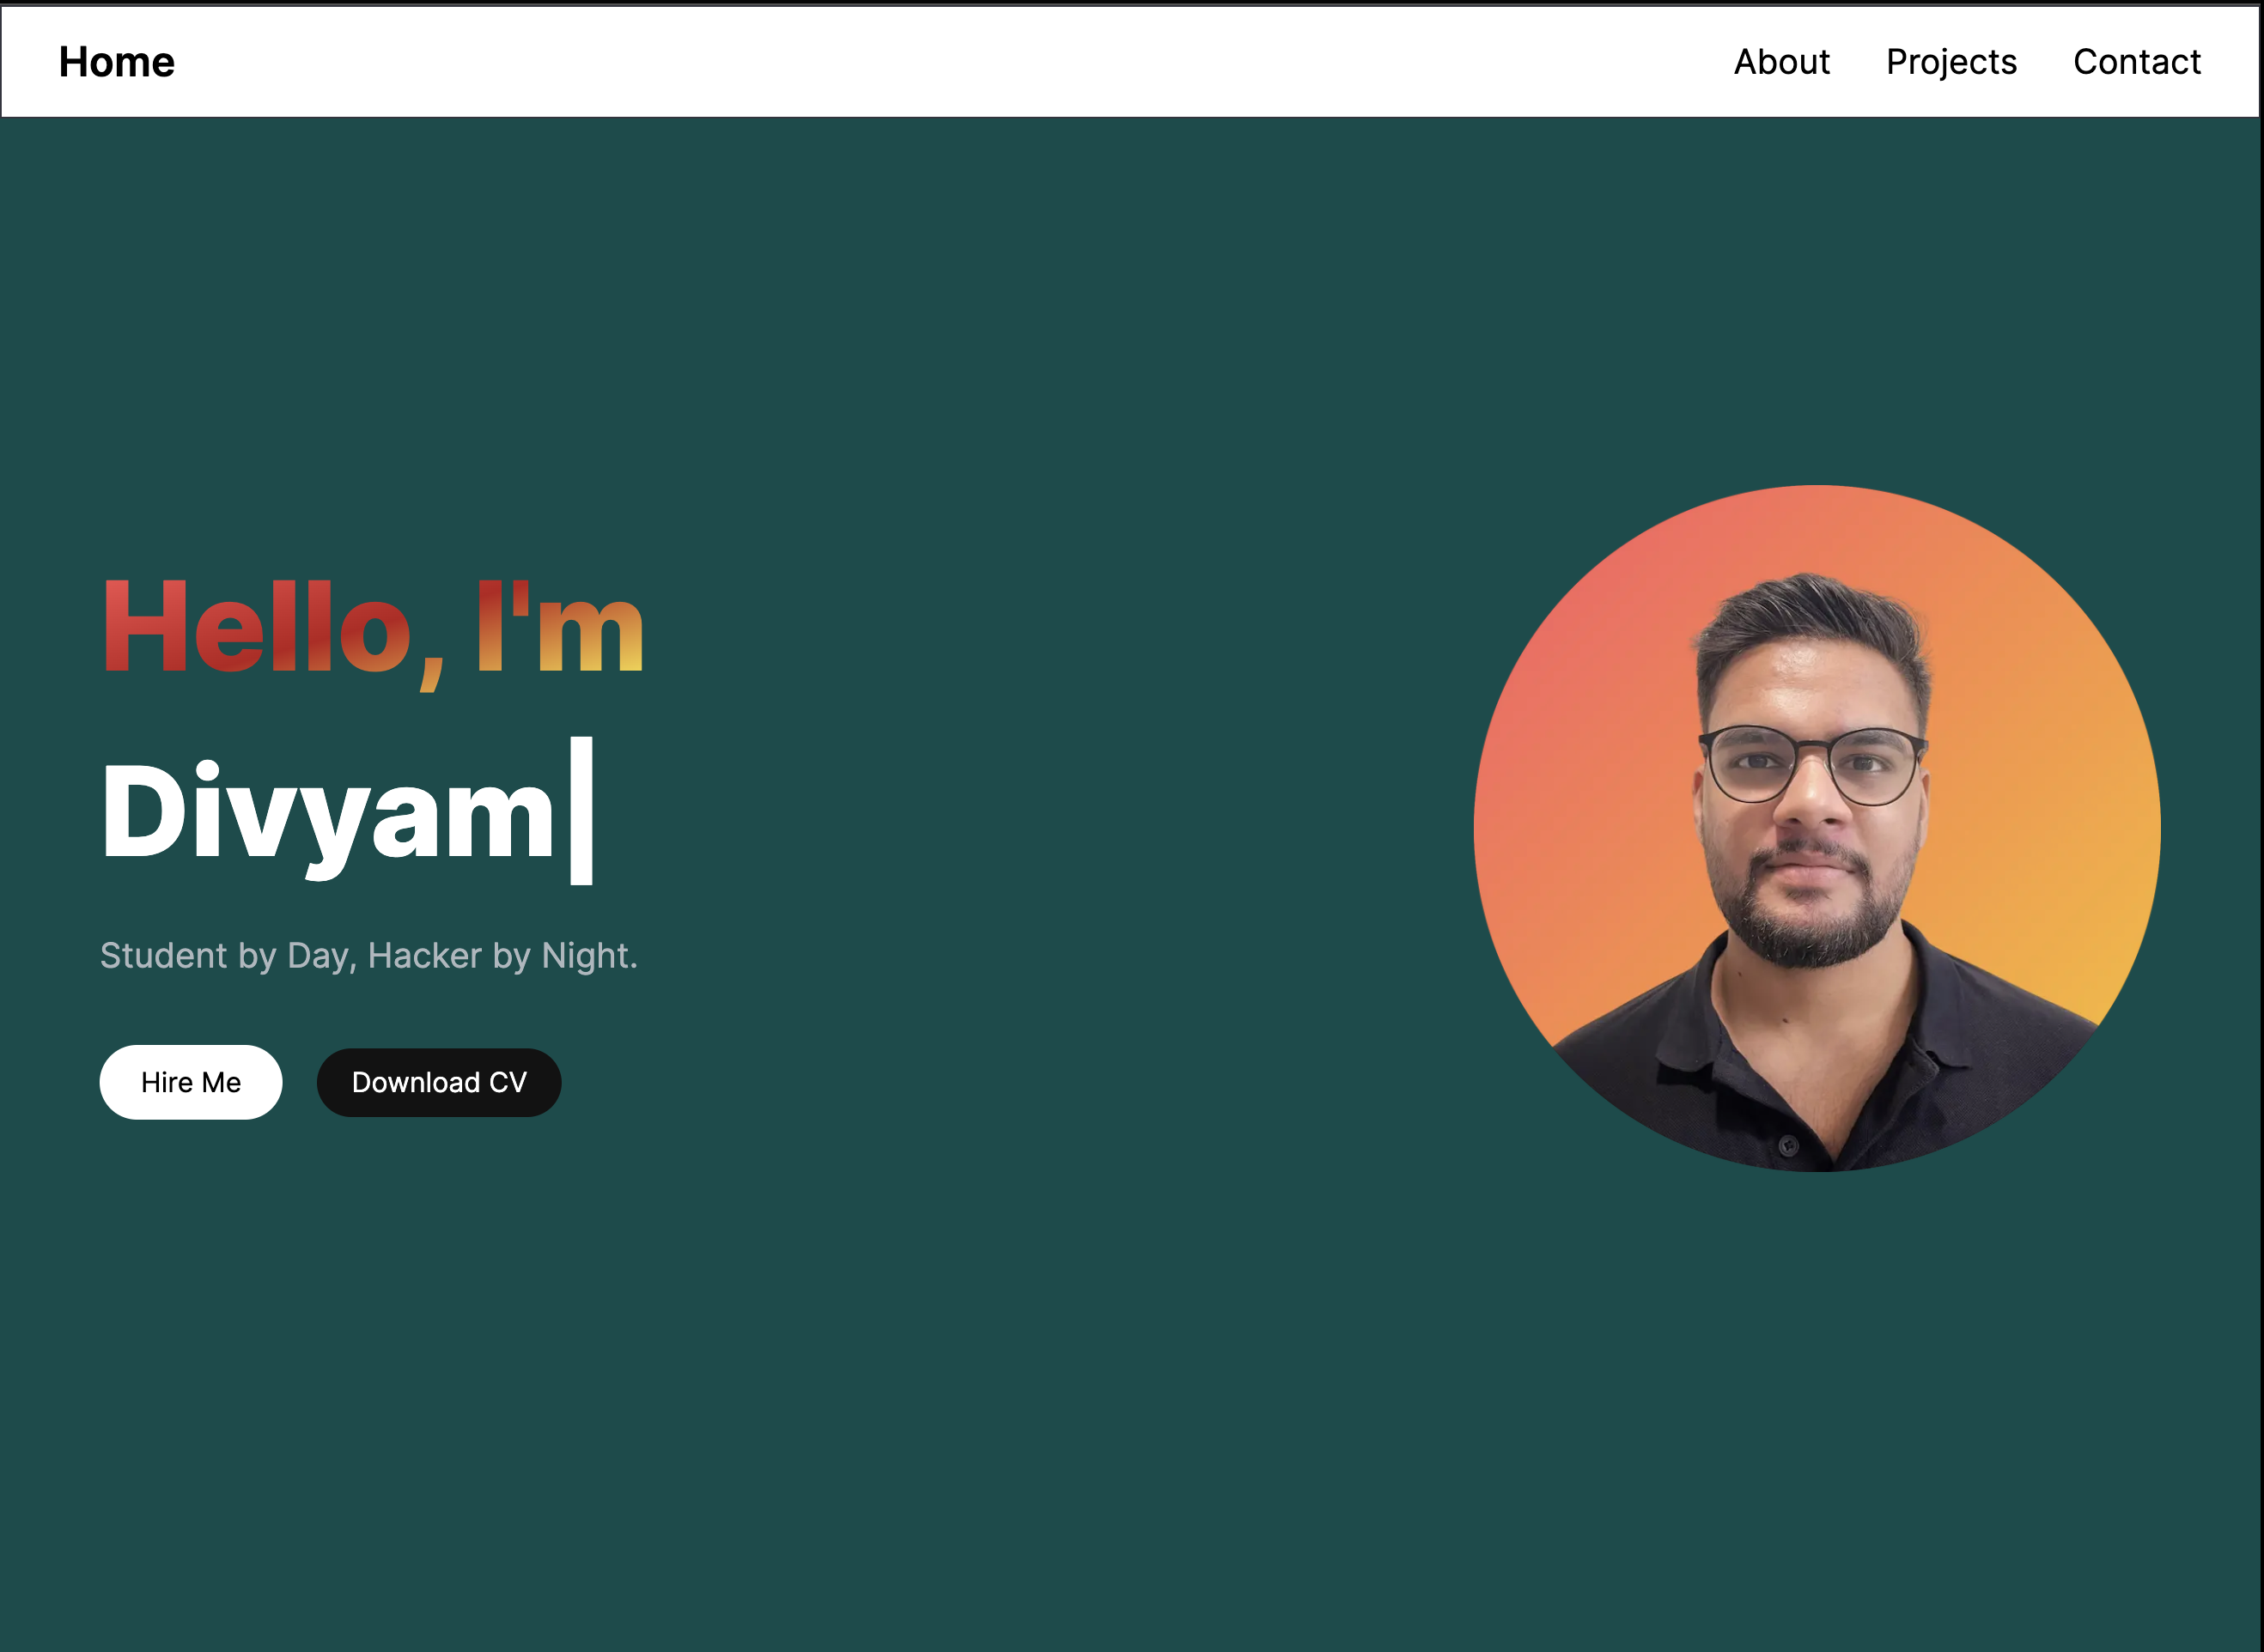 Home
About Projects Contact
Hello, I'm
Divyam|
Student by Day, Hacker by Night.
Hire Me
Download CV